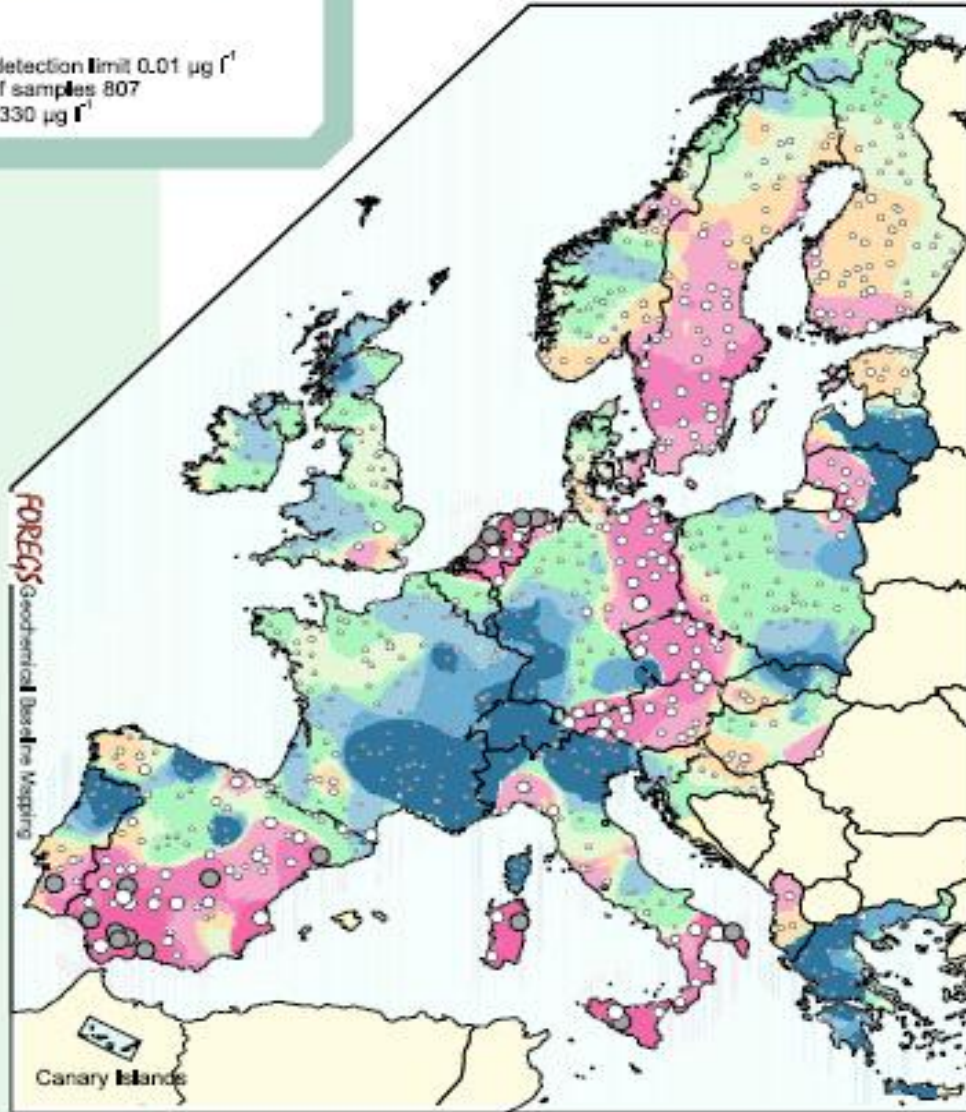 detection limit 0.01 µg l⁻¹
f samples 807
330 µg l⁻¹
FOREGS Geochemical Baseline Mapping
Canary Islands